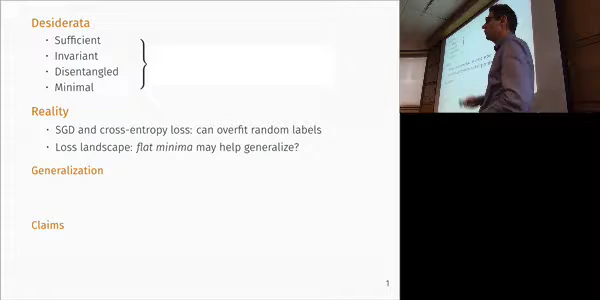 Desiderata
• Sufficient
• Invariant
• Disentangled
• Minimal
Reality
• SGD and cross-entropy loss: can overfit random labels
• Loss landscape: flat minima may help generalize?
Generalization
Claims
1